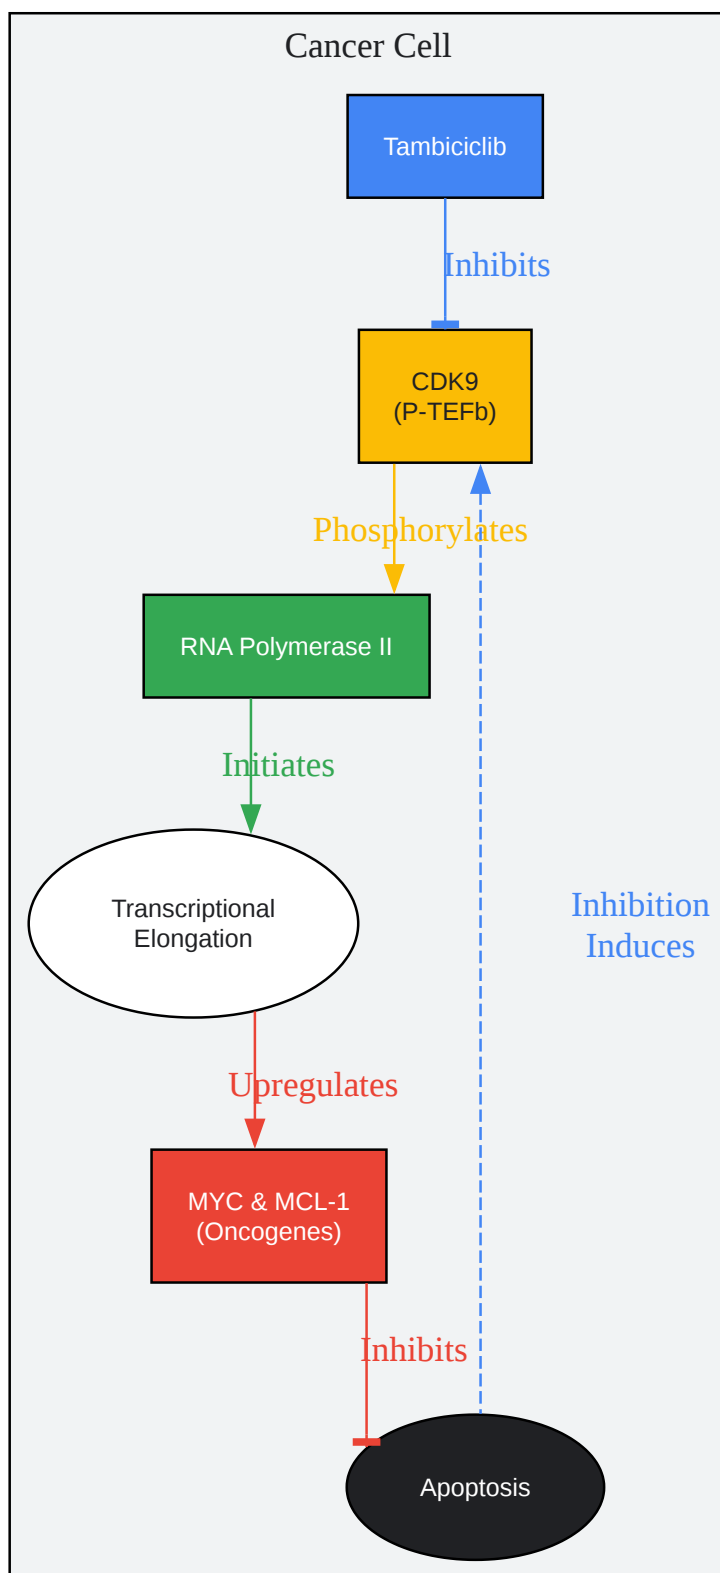 Cancer Cell
Tambiciclib
Inhibits
CDK9
(P-TEFb)
Phosphorylates
RNA Polymerase II
Initiates
Transcriptional
Elongation
Inhibition
Induces
Upregulates
MYC & MCL-1
(Oncogenes)
Inhibits
Apoptosis